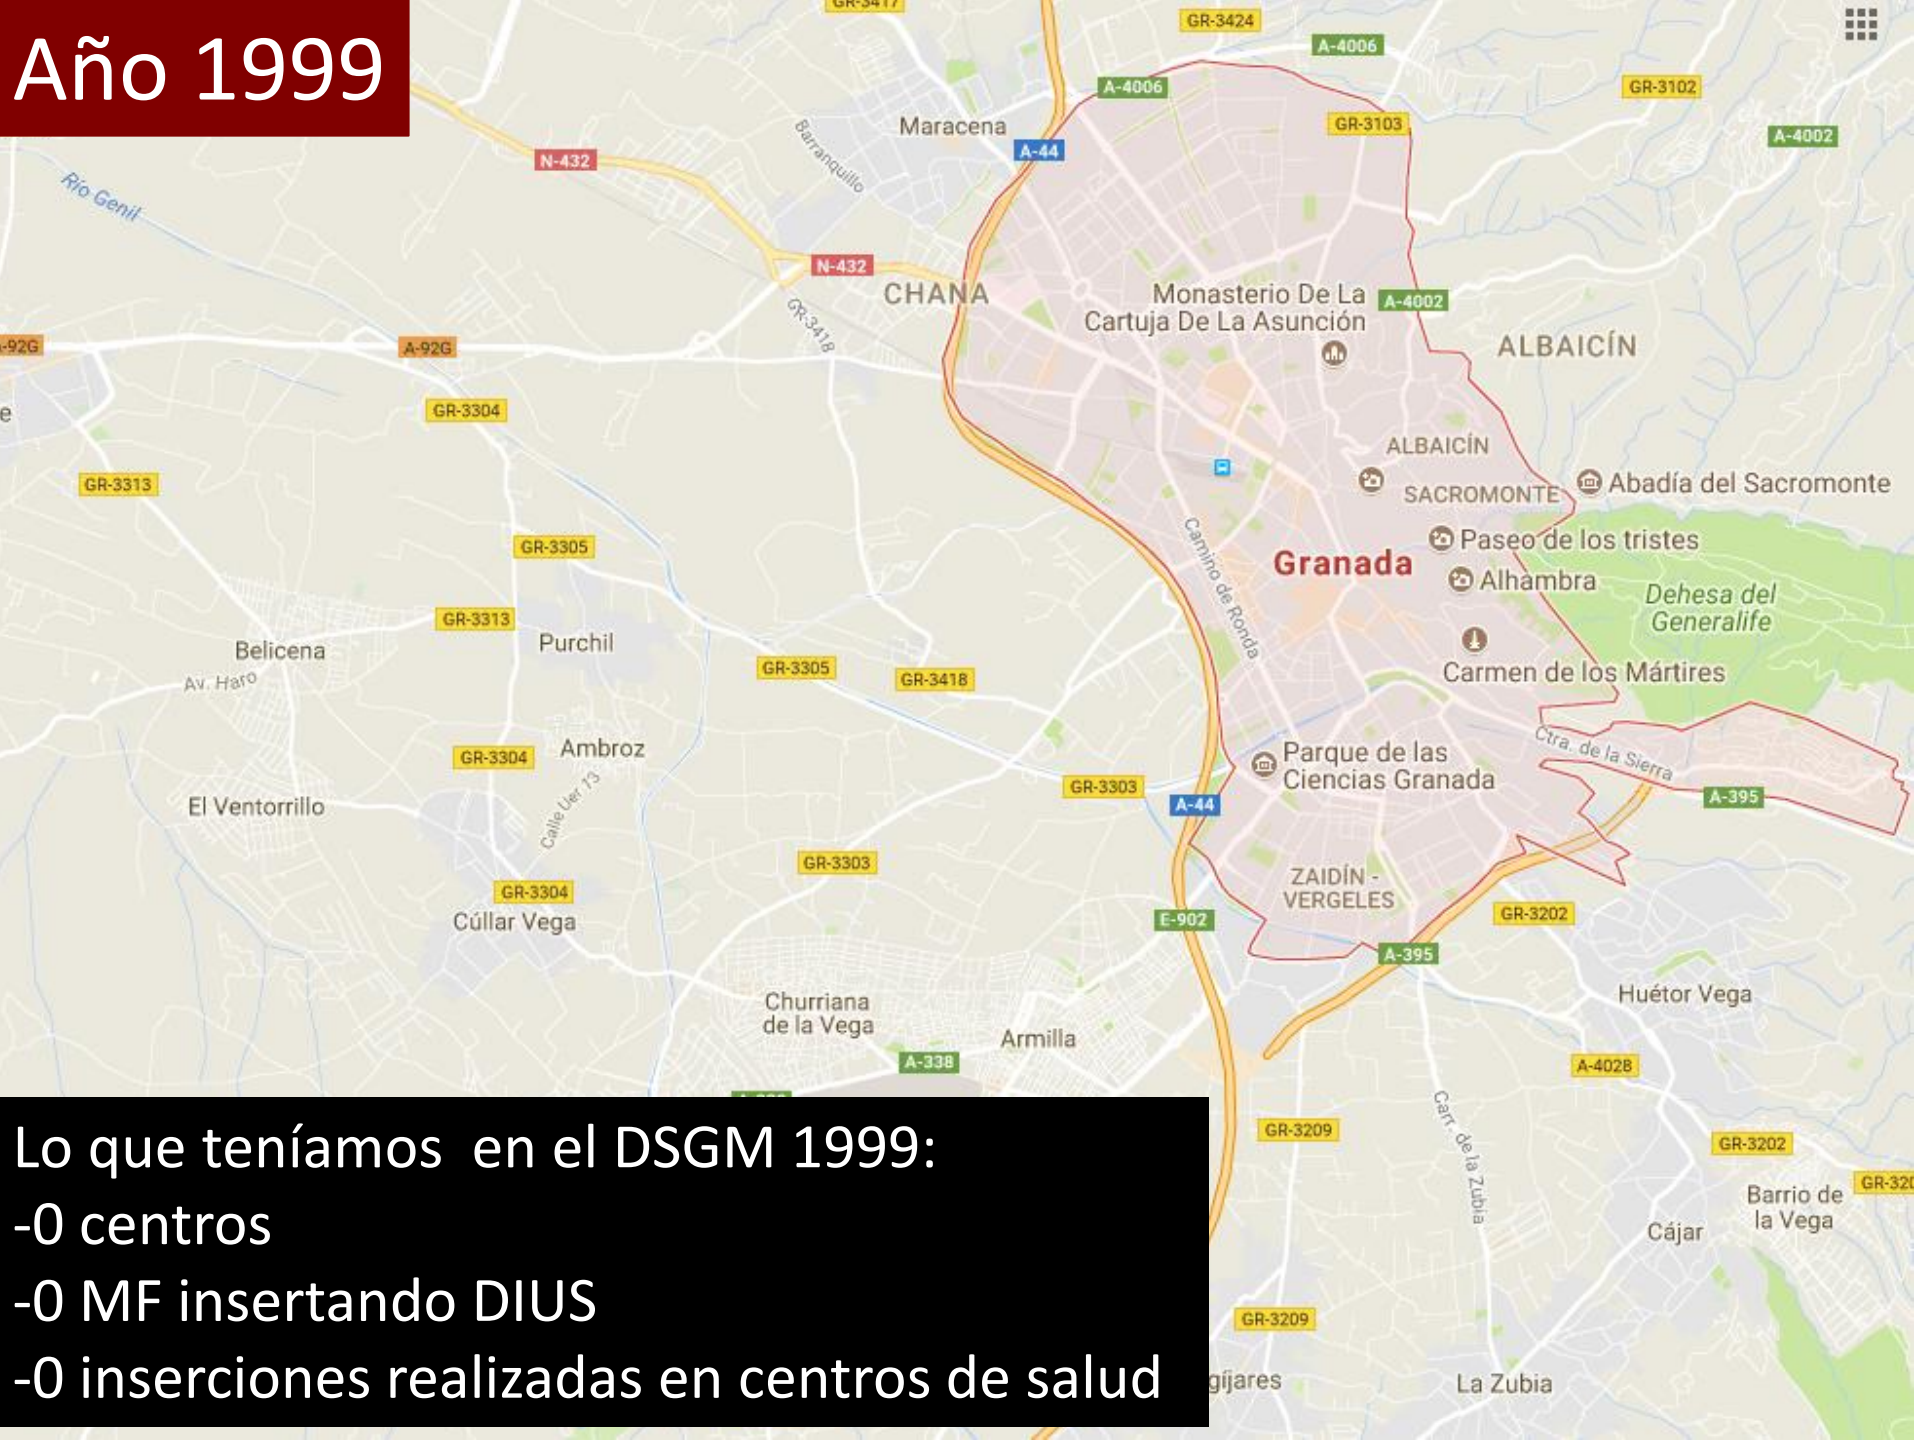 Año 1999
GR-3417
GR-3424
A-4006
A-4006
GR-3102
Maracena
GR-3103
A-4002
A-44
N-432
Barranquillo
Río Genil
N-432
CHANA
Monasterio De La
Cartuja De La Asunción
A-4002
GR-3418
-92G
A-92G
ALBAICÍN
e
GR-3304
ALBAICÍN
GR-3313
SACROMONTE
Abadía del Sacromonte
GR-3305
Camino de Ronda
Paseo de los tristes
Granada
Alhambra
Dehesa del
Generalife
GR-3313
Purchil
Belicena
Av. Haro
GR-3305
GR-3418
Carmen de los Mártires
Ctra. de la Sierra
GR-3304
Ambroz
Parque de las
Ciencias Granada
GR-3303
A-44
A-395
El Ventorrillo
Calle Uer 13
GR-3303
ZAIDÍN -
VERGELES
GR-3304
Cúllar Vega
E-902
GR-3202
A-395
Churriana
de la Vega
Armilla
Huétor Vega
A-338
A-4028
Carr. de la Zubia
GR-3209
GR-3202
GR-320
Barrio de
la Vega
Cájar
GR-3209
gíjares
La Zubia
Lo que teníamos  en el DSGM 1999:
-0 centros
-0 MF insertando DIUS
-0 inserciones realizadas en centros de salud